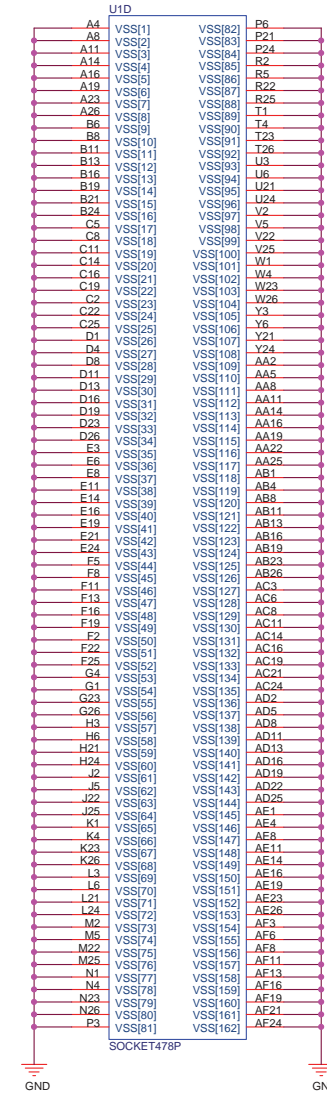 U1D
A4 VSS[1] VSS[82] P6
A8 VSS[2] VSS[83] P21
A11 VSS[3] VSS[84] P24
A14 VSS[4] VSS[85] R2
A16 VSS[5] VSS[86] R5
A19 VSS[6] VSS[87] R22
A23 VSS[7] VSS[88] R25
A26 VSS[8] VSS[89] T1
B6 VSS[9] VSS[90] T4
B8 VSS[10] VSS[91] T23
B11 VSS[11] VSS[92] T26
B13 VSS[12] VSS[93] U3
B16 VSS[13] VSS[94] U6
B19 VSS[14] VSS[95] U21
B21 VSS[15] VSS[96] U24
B24 VSS[16] VSS[97] V2
C5 VSS[17] VSS[98] V5
C8 VSS[18] VSS[99] V22
C11 VSS[19] VSS[100] V25
C14 VSS[20] VSS[101] W1
C16 VSS[21] VSS[102] W4
C19 VSS[22] VSS[103] W23
C2 VSS[23] VSS[104] W26
C22 VSS[24] VSS[105] Y3
C25 VSS[25] VSS[106] Y6
D1 VSS[26] VSS[107] Y21
D4 VSS[27] VSS[108] Y24
D8 VSS[28] VSS[109] AA2
D11 VSS[29] VSS[110] AA5
D13 VSS[30] VSS[111] AA8
D16 VSS[31] VSS[112] AA11
D19 VSS[32] VSS[113] AA14
D23 VSS[33] VSS[114] AA16
D26 VSS[34] VSS[115] AA19
E3 VSS[35] VSS[116] AA22
E6 VSS[36] VSS[117] AA25
E8 VSS[37] VSS[118] AB1
E11 VSS[38] VSS[119] AB4
E14 VSS[39] VSS[120] AB8
E16 VSS[40] VSS[121] AB11
E19 VSS[41] VSS[122] AB13
E21 VSS[42] VSS[123] AB16
E24 VSS[43] VSS[124] AB19
F5 VSS[44] VSS[125] AB23
F8 VSS[45] VSS[126] AB26
F11 VSS[46] VSS[127] AC3
F13 VSS[47] VSS[128] AC6
F16 VSS[48] VSS[129] AC8
F19 VSS[49] VSS[130] AC11
F2 VSS[50] VSS[131] AC14
F22 VSS[51] VSS[132] AC16
F25 VSS[52] VSS[133] AC19
G4 VSS[53] VSS[134] AC21
G1 VSS[54] VSS[135] AC24
G23 VSS[55] VSS[136] AD2
G26 VSS[56] VSS[137] AD5
H3 VSS[57] VSS[138] AD8
H6 VSS[58] VSS[139] AD11
H21 VSS[59] VSS[140] AD13
H24 VSS[60] VSS[141] AD16
J2 VSS[61] VSS[142] AD19
J5 VSS[62] VSS[143] AD22
J22 VSS[63] VSS[144] AD25
J25 VSS[64] VSS[145] AE1
K1 VSS[65] VSS[146] AE4
K4 VSS[66] VSS[147] AE8
K23 VSS[67] VSS[148] AE11
K26 VSS[68] VSS[149] AE14
L3 VSS[69] VSS[150] AE16
L6 VSS[70] VSS[151] AE19
L21 VSS[71] VSS[152] AE23
L24 VSS[72] VSS[153] AE26
M2 VSS[73] VSS[154] AF3
M5 VSS[74] VSS[155] AF6
M22 VSS[75] VSS[156] AF8
M25 VSS[76] VSS[157] AF11
N1 VSS[77] VSS[158] AF13
N4 VSS[78] VSS[159] AF16
N23 VSS[79] VSS[160] AF19
N26 VSS[80] VSS[161] AF21
P3 VSS[81] VSS[162] AF24
SOCKET478P
GND GN